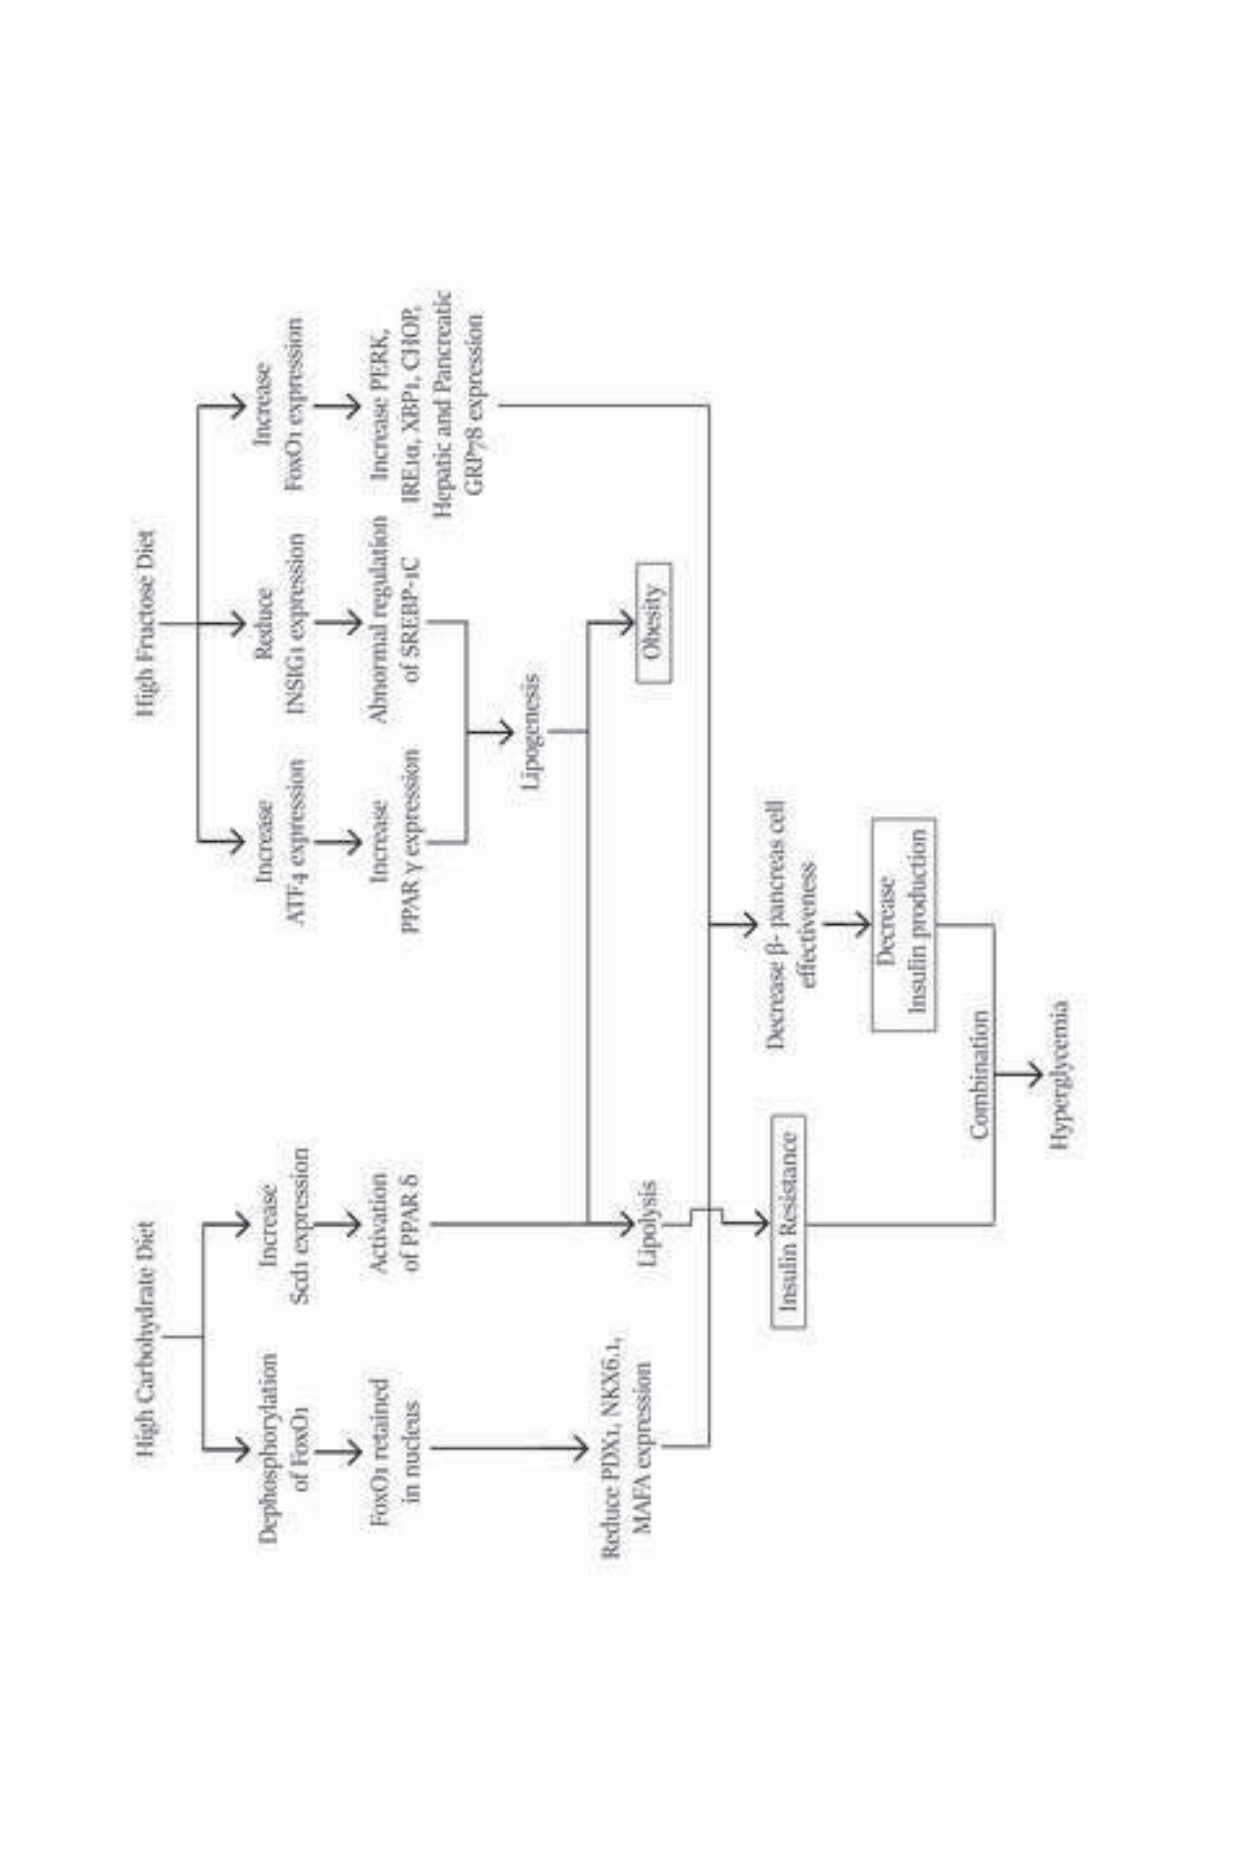 High Carbohydrate Diet
High Fructose Diet
Dephosphorylation
of FoxO1
Increase
Scd1 expression
Increase
ATF4 expression
Reduce
INSIG1 expression
Increase
FoxO1 expression
FoxO1 retained
in nucleus
Activation
of PPAR δ
Increase
PPAR γ expression
Abnormal regulation
of SREBP-1C
Increase PERK,
IRE1α, XBP1, CHOP,
Hepatic and Pancreatic
GRP78 expression
Lipogenesis
Reduce PDX1, NKX6.1,
MAFA expression
Lipolysis
Obesity
Insulin Resistance
Decrease β- pancreas cell
effectiveness
Decrease
Insulin production
Combination
Hyperglycemia